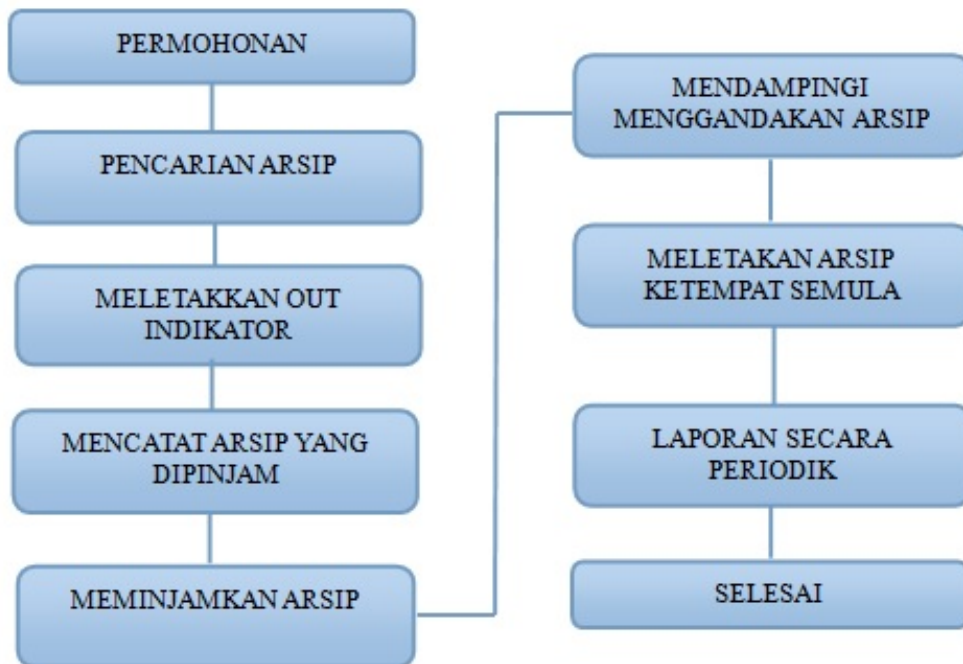 PERMOHONAN
PENCARIAN ARSIP
MELETAKKAN OUT
INDIKATOR
MENCATAT ARSIP YANG
DIPINJAM
MEMINJAMKAN ARSIP
MENDAMPINGI
MENGGANDAKAN ARSIP
MELETAKAN ARSIP
KETEMPAT SEMULA
LAPORAN SECARA
PERIODIK
SELESAI